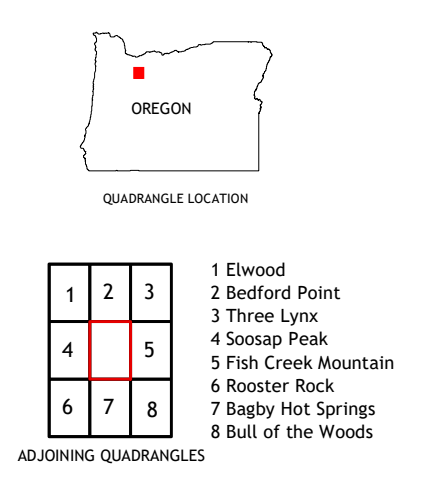 OREGON
QUADRANGLE LOCATION
1 2 3
4 5
6 7 8
ADJOINING QUADRANGLES
1 Elwood
2 Bedford Point
3 Three Lynx
4 Soosap Peak
5 Fish Creek Mountain
6 Rooster Rock
7 Bagby Hot Springs
8 Bull of the Woods